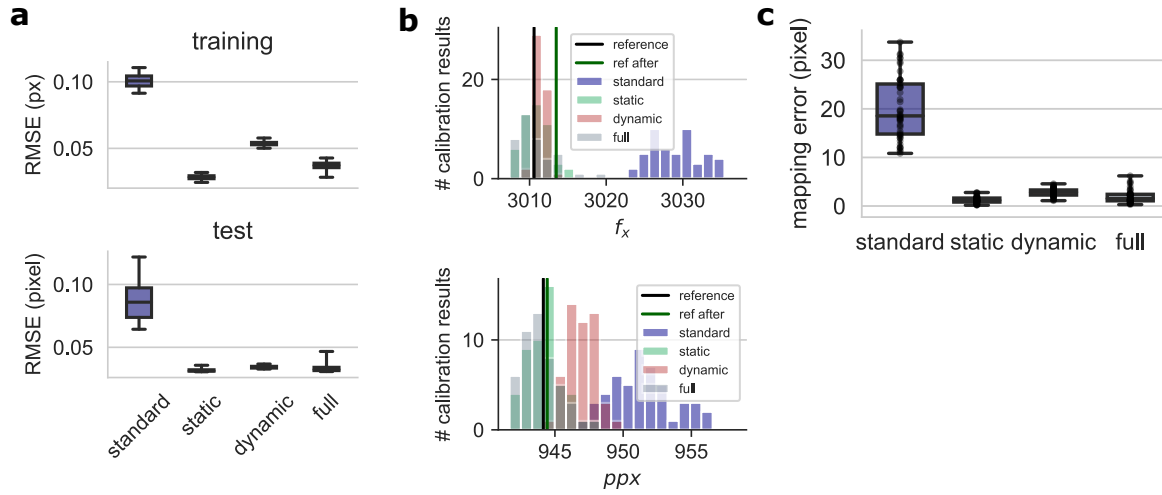 a
training
RMSE (px)
0.10
0.05
test
RMSE (pixel)
0.10
0.05
standard
static
dynamic
full
b
# calibration results
20
0
3010
3020
3030
f_x
reference
ref after
standard
static
dynamic
full
# calibration results
10
0
945
950
955
ppx
reference
ref after
standard
static
dynamic
full
c
mapping error (pixel)
30
20
10
0
standard static dynamic full